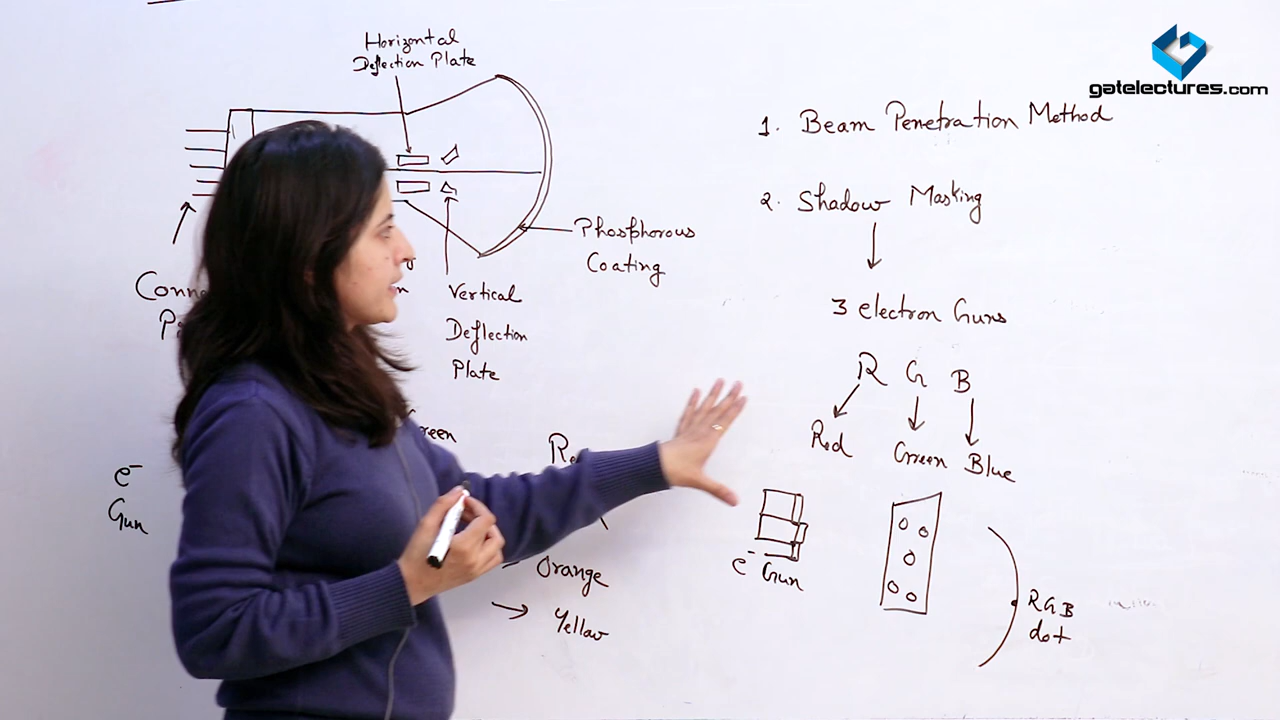 Horizontal
Deflection Plate
Phosphorous
Coating
Vertical
Deflection
Plate
e-
Gun
Orange
→ Yellow
gatelectures.com
1. Beam Penetration Method
2. Shadow Masking
3 electron Guns
R G B
Red Green Blue
e- Gun
RGB
dot